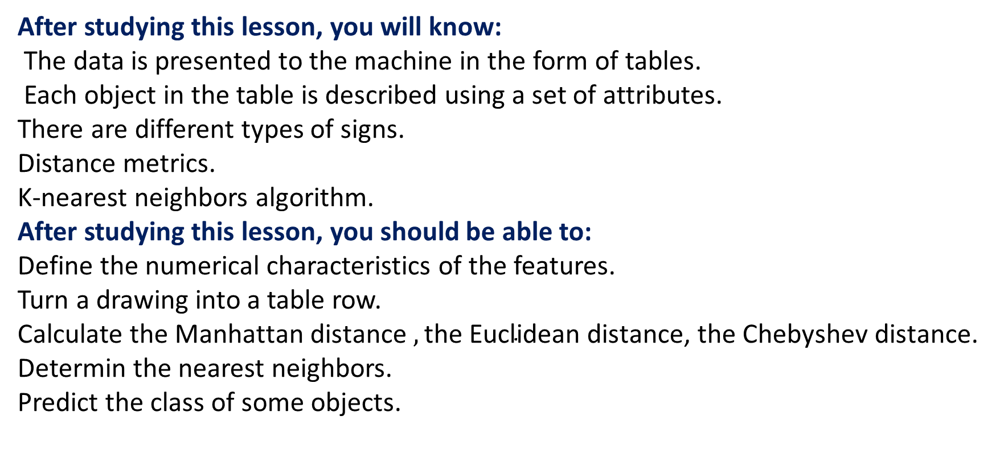 After studying this lesson, you will know:
The data is presented to the machine in the form of tables.
Each object in the table is described using a set of attributes.
There are different types of signs.
Distance metrics.
K-nearest neighbors algorithm.
After studying this lesson, you should be able to:
Define the numerical characteristics of the features.
Turn a drawing into a table row.
Calculate the Manhattan distance , the Euclidean distance, the Chebyshev distance.
Determin the nearest neighbors.
Predict the class of some objects.